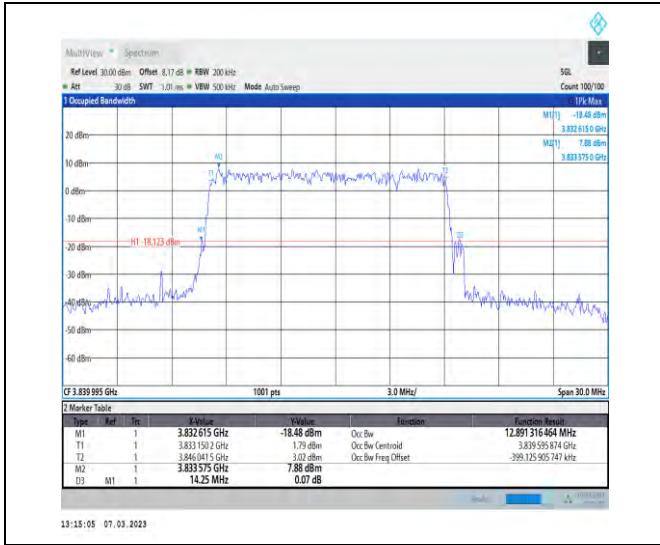 MultiView Spectrum
Ref Level 30.00 dBm Offset 8.17 dB RBW 200 kHz SGL
Att 30 dB SWT 1.01 ms VBW 500 kHz Mode Auto Sweep Count 100/100
1 Occupied Bandwidth 1Pk Max
M1[1] -18.48 dBm
3.832 615 0 GHz
M2[1] 7.88 dBm
3.833 575 0 GHz
20 dBm
10 dBm
M2
T1 T2
0 dBm
-10 dBm
M1 D3
H1 -18.123 dBm
-20 dBm
-30 dBm
-40 dBm
-50 dBm
-60 dBm
CF 3.839 995 GHz 1001 pts 3.0 MHz/ Span 30.0 MHz
2 Marker Table
Type Ref Trc X-Value Y-Value Function Function Result
M1 1 3.832 615 GHz -18.48 dBm Occ Bw 12.891 316 464 MHz
T1 1 3.833 150 2 GHz 1.79 dBm Occ Bw Centroid 3.839 595 874 GHz
T2 1 3.846 041 5 GHz 3.02 dBm Occ Bw Freq Offset -399.125 905 747 kHz
M2 1 3.833 575 GHz 7.88 dBm
D3 M1 1 14.25 MHz 0.07 dB
13:15:05 07.03.2023